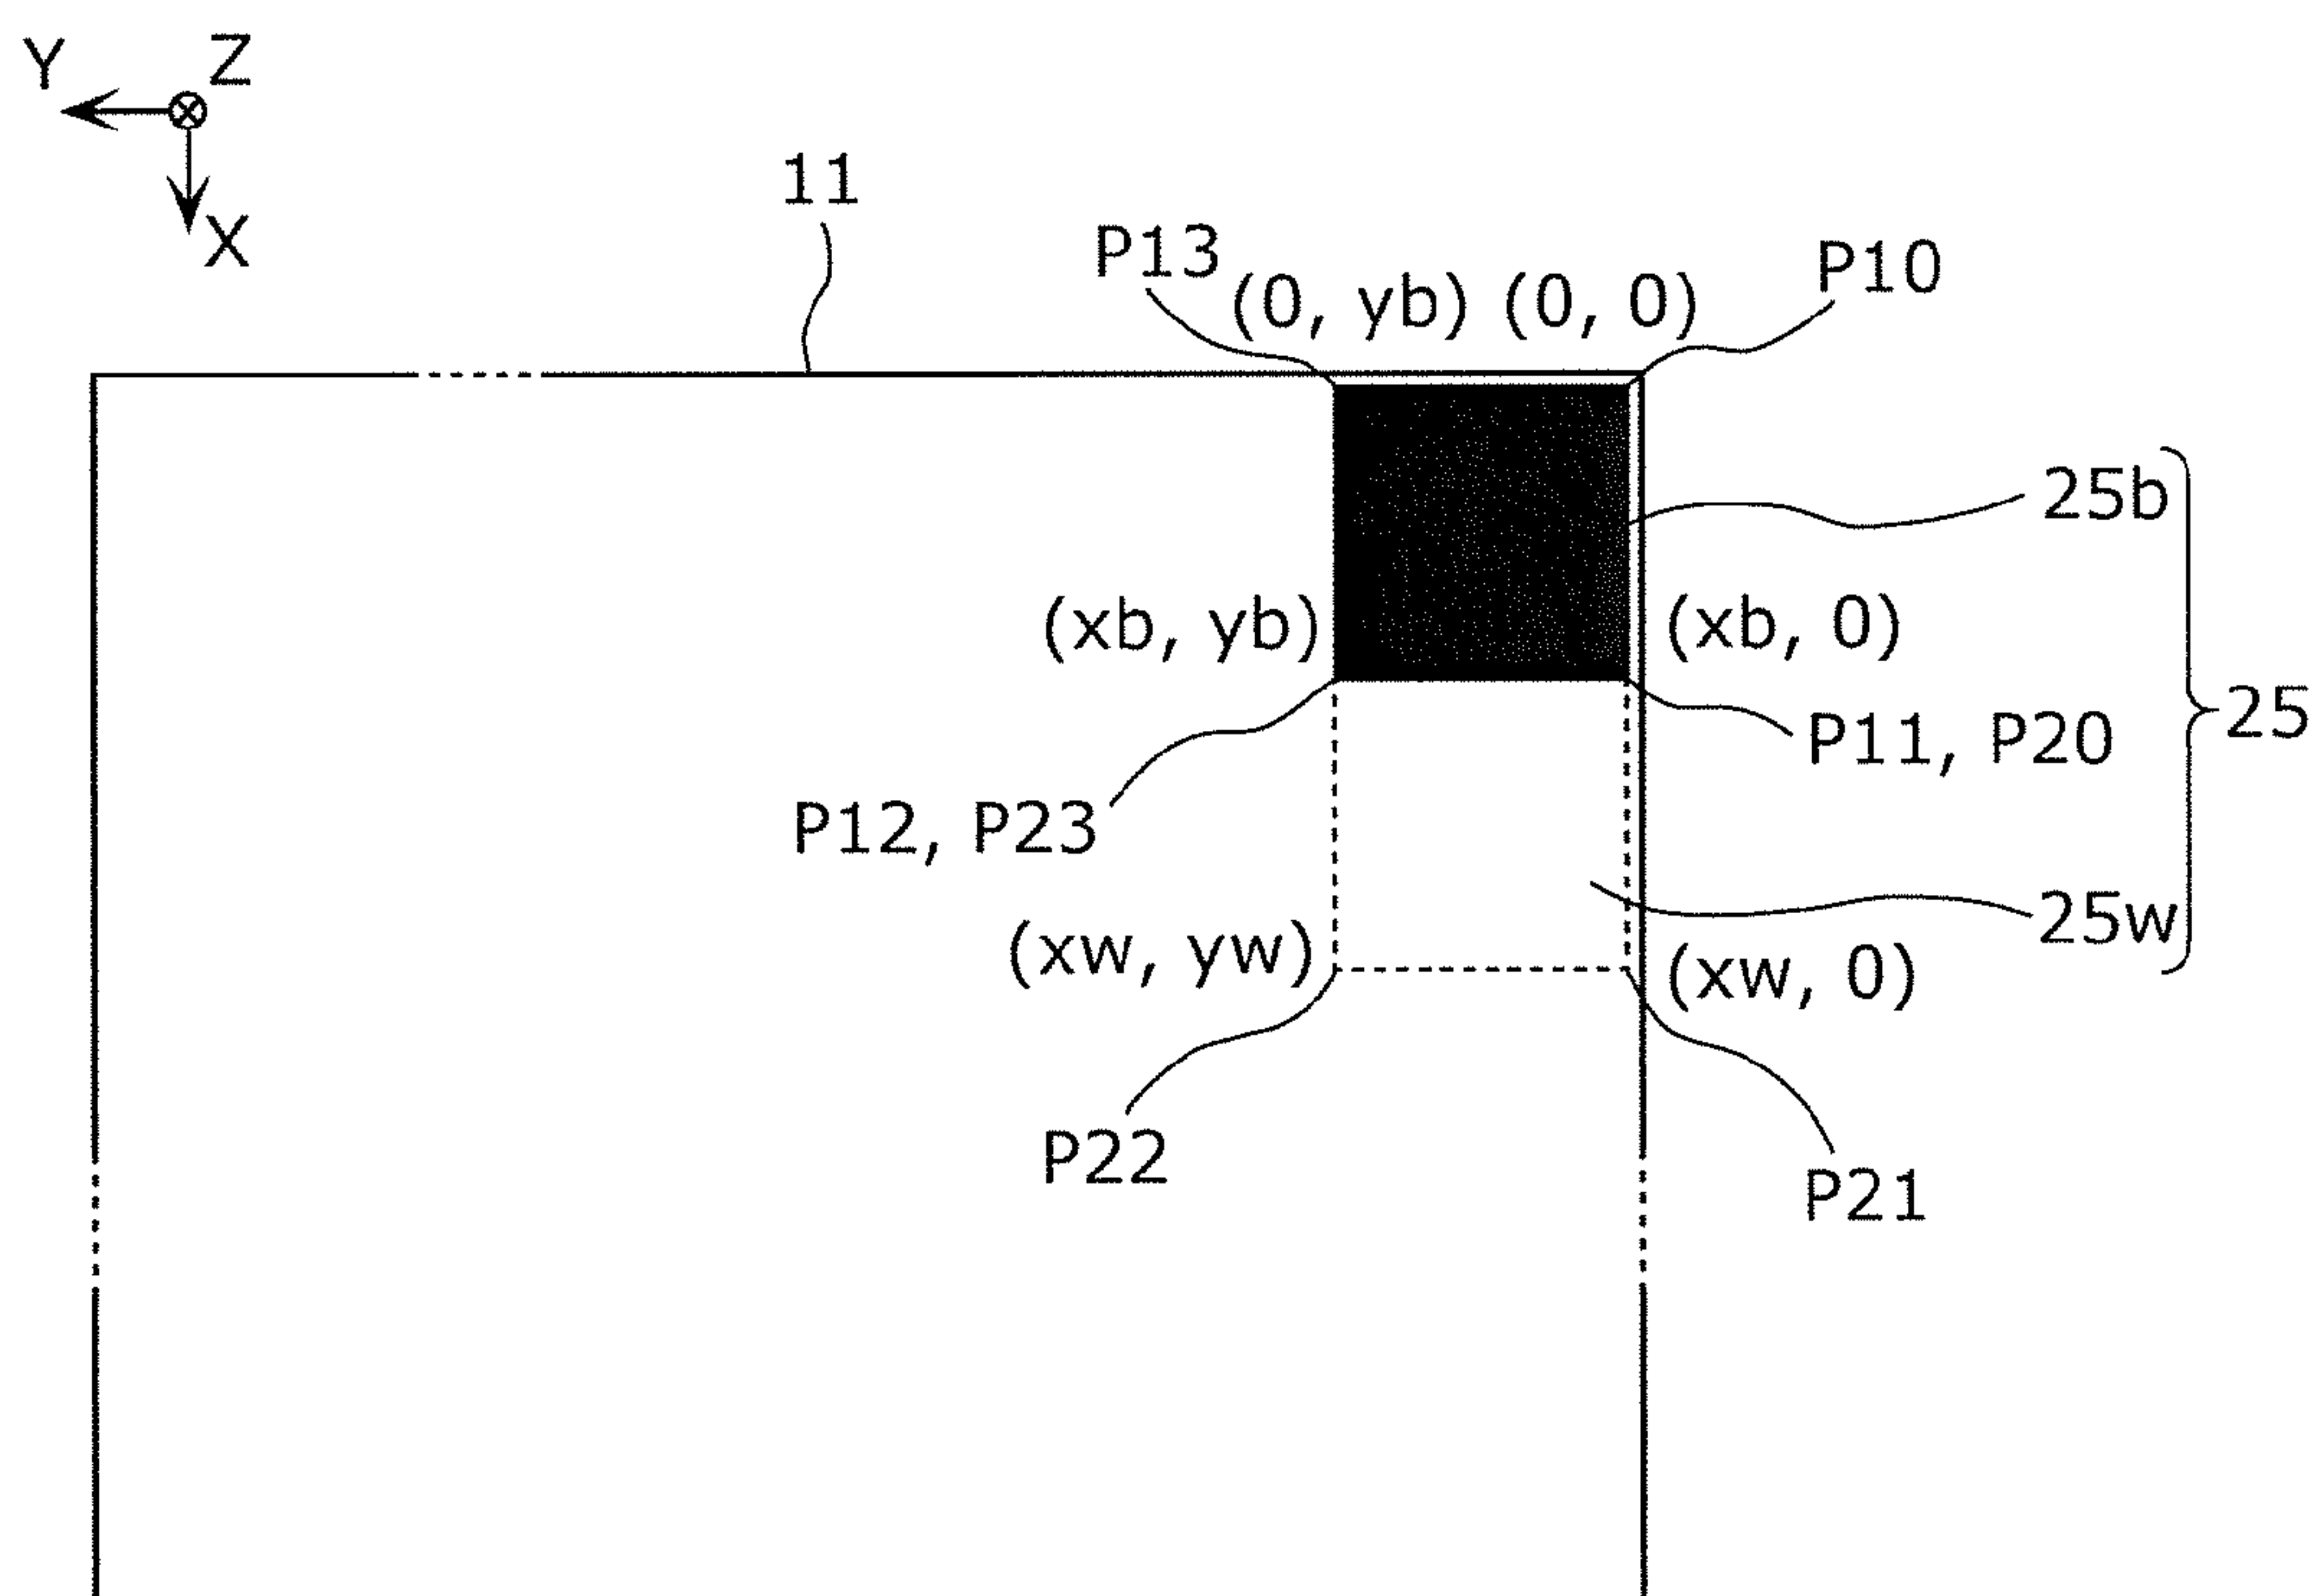 Y Z
X
11
P13
(0, yb) (0, 0)
P10
25b
(xb, yb)
(xb, 0)
25
P11, P20
P12, P23
25w
(xw, yw)
(xw, 0)
P22
P21